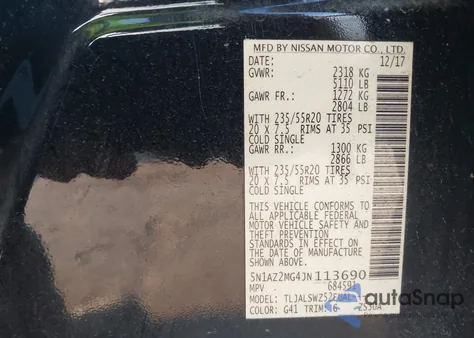 MFD BY NISSAN MOTOR CO., LTD.
DATE: 12/17
GVWR: 2318 KG
5110 LB
GAWR FR.: 1272 KG
2804 LB
WITH 235/55R20 TIRES
20 X 7.5 RIMS AT 35 PSI
COLD SINGLE
GAWR RR.: 1300 KG
2866 LB
WITH 235/55R20 TIRES
20 X 7.5 RIMS AT 35 PSI
COLD SINGLE
THIS VEHICLE CONFORMS TO
ALL APPLICABLE FEDERAL
MOTOR VEHICLE SAFETY
AND THEFT PREVENTION
STANDARDS IN EFFECT ON
THE DATE OF MANUFACTURE
SHOWN ABOVE.
5N1AZ2MG4JN113690
MPV 684591
MODEL:
COLOR: G41 TRIM:
autoSnap